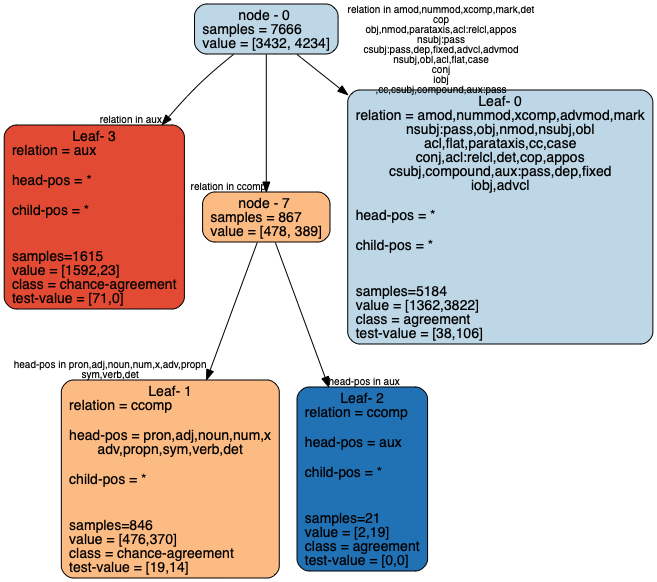 node - 0
samples = 7666
value = [3432, 4234]
relation in amod,nummod,xcomp,mark,det
cop
obj,nmod,parataxis,acl:relcl,appos
nsubj:pass
csubj:pass,dep,fixed,advcl,advmod
nsubj,obl,acl,flat,case
conj
iobj
,cc,csubj,compound,aux:pass
relation in aux
Leaf- 3
relation = aux
head-pos = *
child-pos = *
samples=1615
value = [1592,23]
class = chance-agreement
test-value = [71,0]
relation in ccomp
node - 7
samples = 867
value = [478, 389]
Leaf- 0
relation = amod,nummod,xcomp,advmod,mark
nsubj:pass,obj,nmod,nsubj,obl
acl,flat,parataxis,cc,case
conj,acl:relcl,det,cop,appos
csubj,compound,aux:pass,dep,fixed
iobj,advcl
head-pos = *
child-pos = *
samples=5184
value = [1362,3822]
class = agreement
test-value = [38,106]
head-pos in pron,adj,noun,num,x,adv,propn
sym,verb,det
Leaf- 1
relation = ccomp
head-pos = pron,adj,noun,num,x
adv,propn,sym,verb,det
child-pos = *
samples=846
value = [476,370]
class = chance-agreement
test-value = [19,14]
head-pos in aux
Leaf- 2
relation = ccomp
head-pos = aux
child-pos = *
samples=21
value = [2,19]
class = agreement
test-value = [0,0]